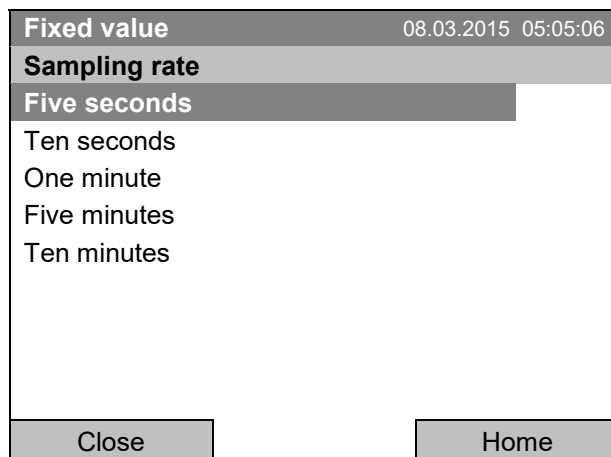 Fixed value 08.03.2015 05:05:06
Sampling rate
Five seconds
Ten seconds
One minute
Five minutes
Ten minutes
Close Home